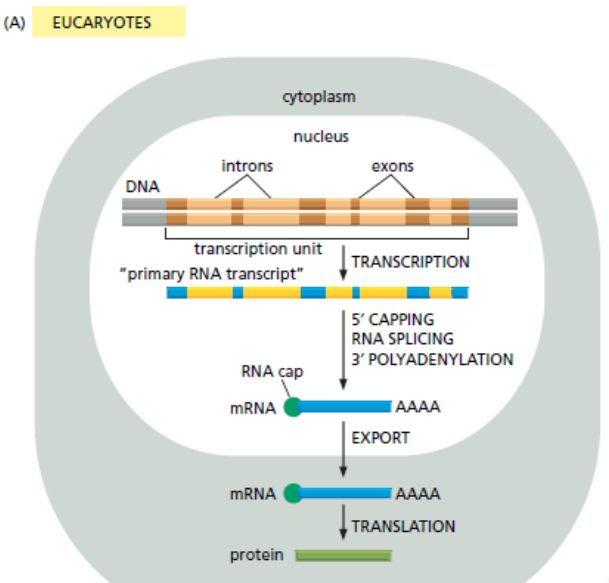 (A) EUCARYOTES
cytoplasm
nucleus
introns exons
DNA
transcription unit
TRANSCRIPTION
"primary RNA transcript"
5′ CAPPING
RNA SPLICING
3′ POLYADENYLATION
RNA cap
mRNA AAAA
EXPORT
mRNA AAAA
TRANSLATION
protein